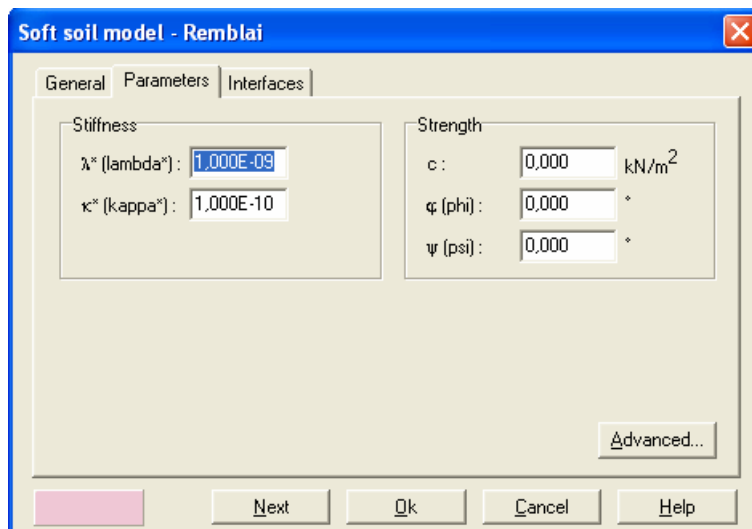 Soft soil model - Remblai
General Parameters Interfaces
Stiffness
λ* (lambda*) : 1,000E-09
κ* (kappa*) : 1,000E-10
Strength
c : 0,000 kN/m²
φ (phi) : 0,000 °
ψ (psi) : 0,000 °
Advanced...
Next Ok Cancel Help